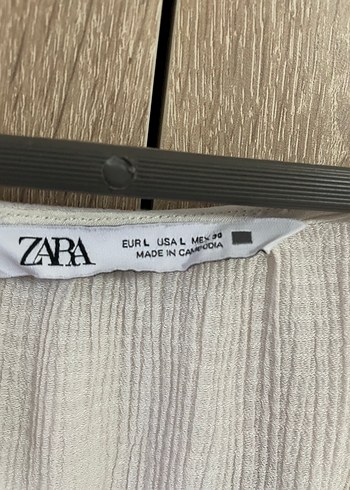 ZARA
EUR L USA L MEX 30
MADE IN CAMBODIA